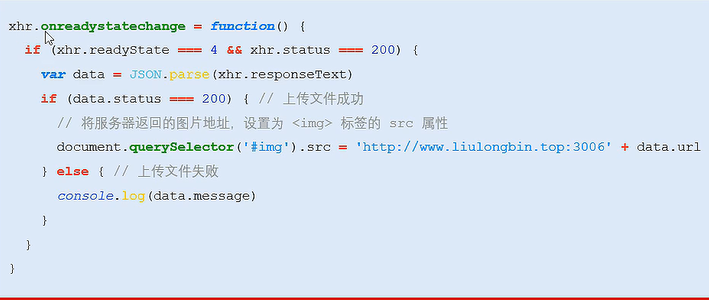 xhr.onreadystatechange = function() {
if (xhr.readyState === 4 && xhr.status === 200) {
var data = JSON.parse(xhr.responseText)
if (data.status === 200) { // 上传文件成功
// 将服务器返回的图片地址，设置为 <img> 标签的 src 属性
document.querySelector('#img').src = 'http://www.liulongbin.top:3006' + data.url
} else { // 上传文件失败
console.log(data.message)
}
}
}